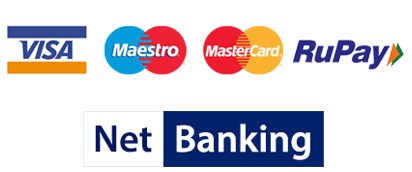 VISA Maestro MasterCard RuPay
Net Banking